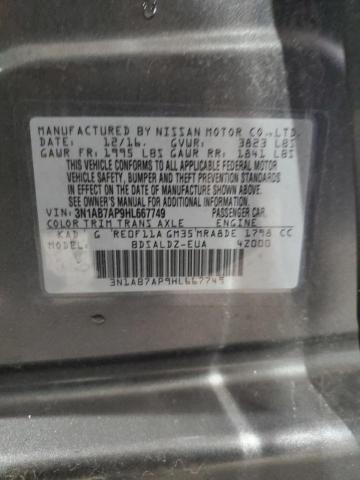 MANUFACTURED BY NISSAN MOTOR CO.,LTD.
DATE: 12/16 GVWR: 3823 LBS
GAWR FR: 1995 LBS GAWR RR: 1841 LBS
THIS VEHICLE CONFORMS TO ALL APPLICABLE FEDERAL MOTOR
VEHICLE SAFETY, BUMPER AND THEFT PREVENTION STANDARDS
IN EFFECT ON THE DATE OF MANUFACTURE SHOWN ABOVE.
SEE OWNER'S MANUAL FOR ADDITIONAL INFORMATION.
VIN: 3N1AB7AP9HL667749 PASSENGER CAR
COLOR TRIM TRANS AXLE ENGINE
KAD G RE0F11A GM35 MRA8DE 1798 CC
MODEL: BDSALDZ-EUA 4Z000
3N1AB7AP9HL667749